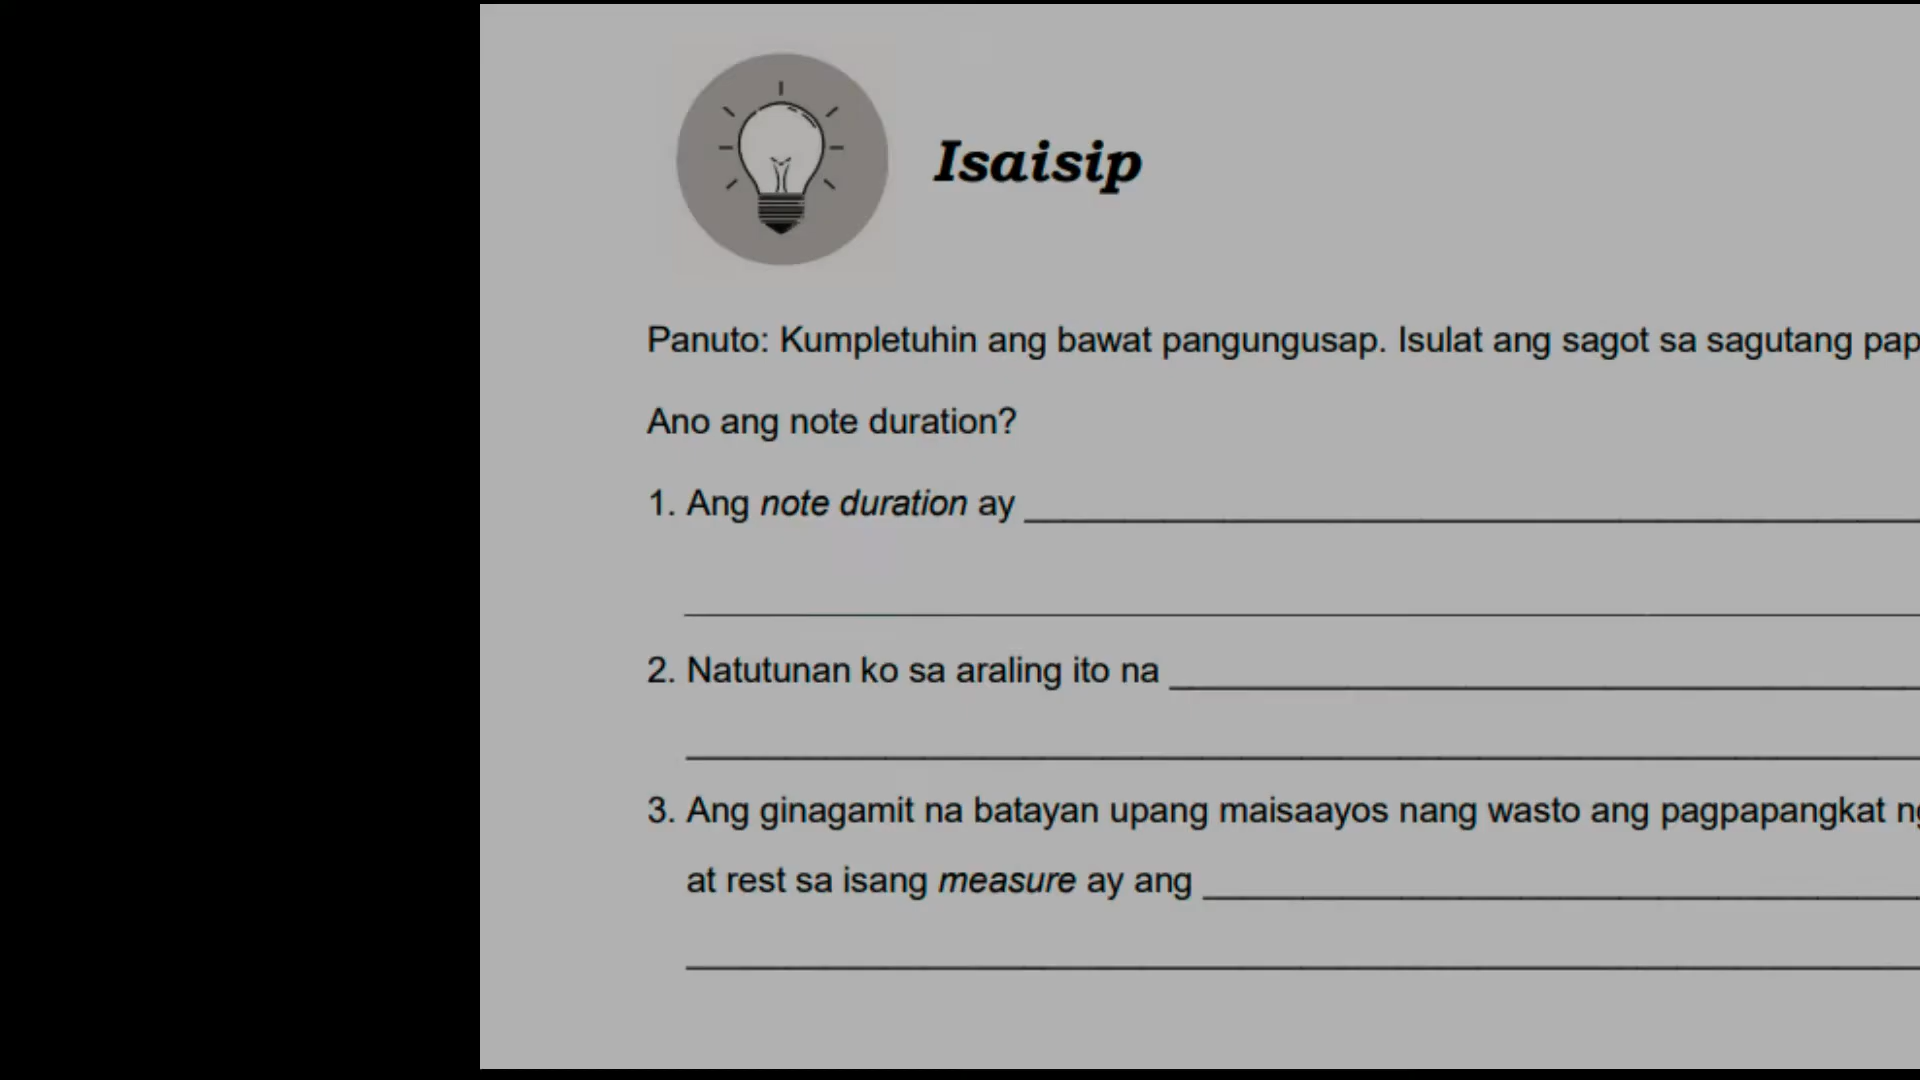 Isaisip
Panuto: Kumpletuhin ang bawat pangungusap. Isulat ang sagot sa sagutang
Ano ang note duration?
1. Ang note duration ay
2. Natutunan ko sa araling ito na
3. Ang ginagamit na batayan upang maisaayos nang wasto ang pagpapangkat
at rest sa isang measure ay ang